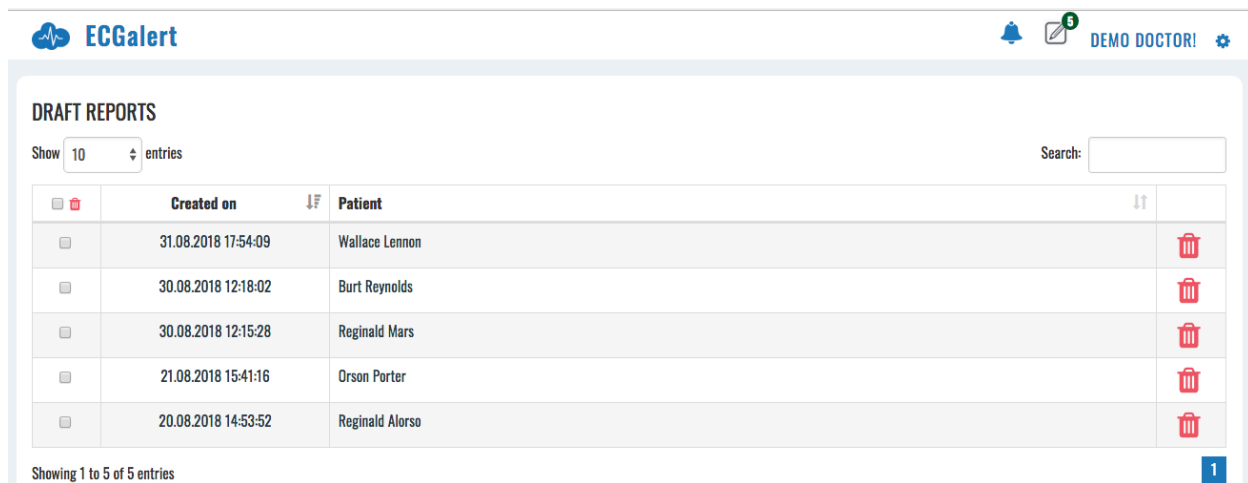 ECGalert
5
DEMO DOCTOR!
DRAFT REPORTS
Show 10 entries
Search:
Created on Patient
31.08.2018 17:54:09 Wallace Lennon
30.08.2018 12:18:02 Burt Reynolds
30.08.2018 12:15:28 Reginald Mars
21.08.2018 15:41:16 Orson Porter
20.08.2018 14:53:52 Reginald Alorso
Showing 1 to 5 of 5 entries
1